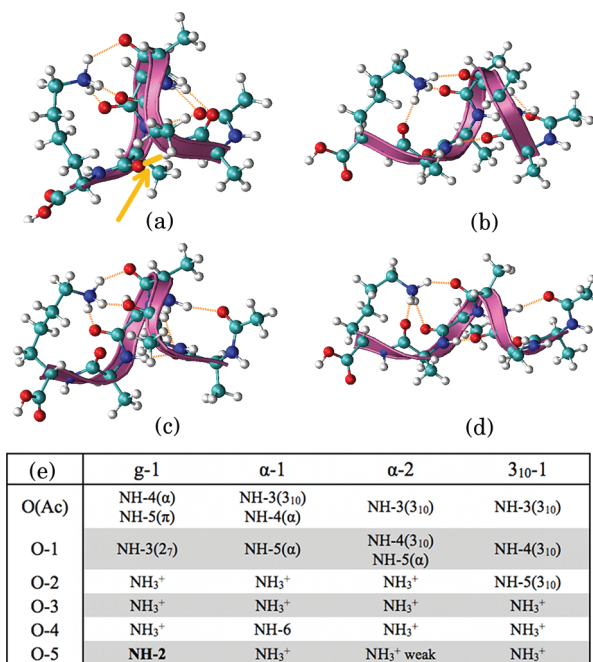 (a)
(b)
(c)
(d)
(e) g-1 α-1 α-2 3₁₀-1
O(Ac) NH-4(α) NH-5(π) NH-3(3₁₀) NH-4(α) NH-3(3₁₀) NH-3(3₁₀)
O-1 NH-3(2₇) NH-5(α) NH-4(3₁₀) NH-5(α) NH-4(3₁₀)
O-2 NH₃⁺ NH₃⁺ NH₃⁺ NH-5(3₁₀)
O-3 NH₃⁺ NH₃⁺ NH₃⁺ NH₃⁺
O-4 NH₃⁺ NH-6 NH₃⁺ NH₃⁺
O-5 NH-2 NH₃⁺ NH₃⁺ weak NH₃⁺